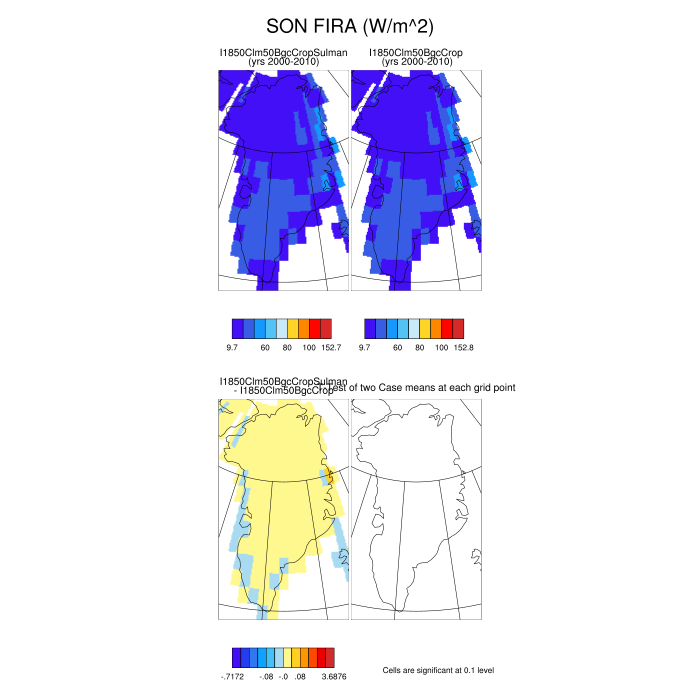 SON FIRA (W/m^2)
I1850Clm50BgcCropSulman
(yrs 2000-2010)
I1850Clm50BgcCrop
(yrs 2000-2010)
9.7 60 80 100 152.7
9.7 60 80 100 152.8
I1850Clm50BgcCropSulman
- I1850Clm50BgcCrop
Test of two Case means at each grid point
-.7172 -.08 -.0 .08 3.6876
Cells are significant at 0.1 level